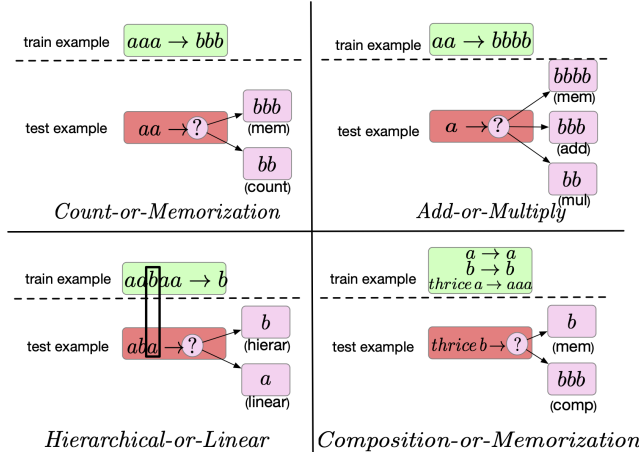 train example
aaa → bbb
test example
aa → ?
bbb
(mem)
bb
(count)
Count-or-Memorization
train example
aa → bbbb
test example
a → ?
bbbb
(mem)
bbb
(add)
bb
(mul)
Add-or-Multiply
train example
aabaa → b
test example
aba → ?
b
(hierar)
a
(linear)
Hierarchical-or-Linear
train example
a → a
b → b
thrice a → aaa
test example
thrice b → ?
b
(mem)
bbb
(comp)
Composition-or-Memorization